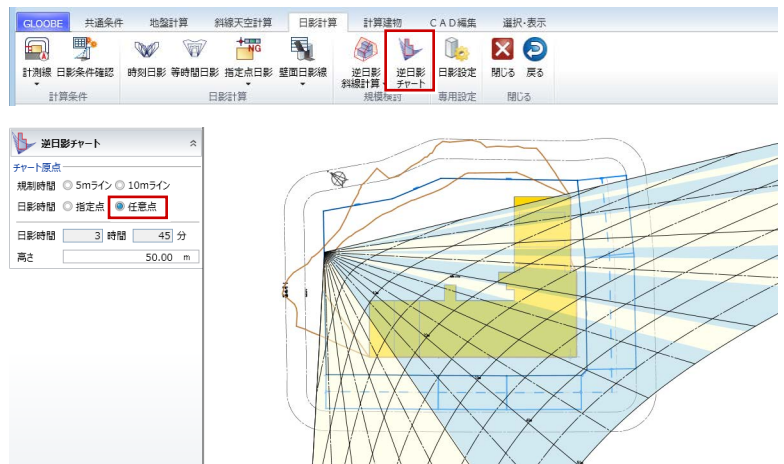 GLOOBE 共通条件 地盤計算 斜線天空計算 日影計算 計算建物 CAD編集 選択・表示
NG
計測線 日影条件確認 時刻日影 等時間日影 指定点日影 壁面日影線 逆日影 逆日影 日影設定 閉じる 戻る
斜線計算 チャート
計算条件 日影計算 規模検討 専用設定 閉じる
逆日影チャート
チャート原点
規制時間 5mライン 10mライン
日影時間 指定点 任意点
日影時間 3 時間 45 分
高さ 50.00 m